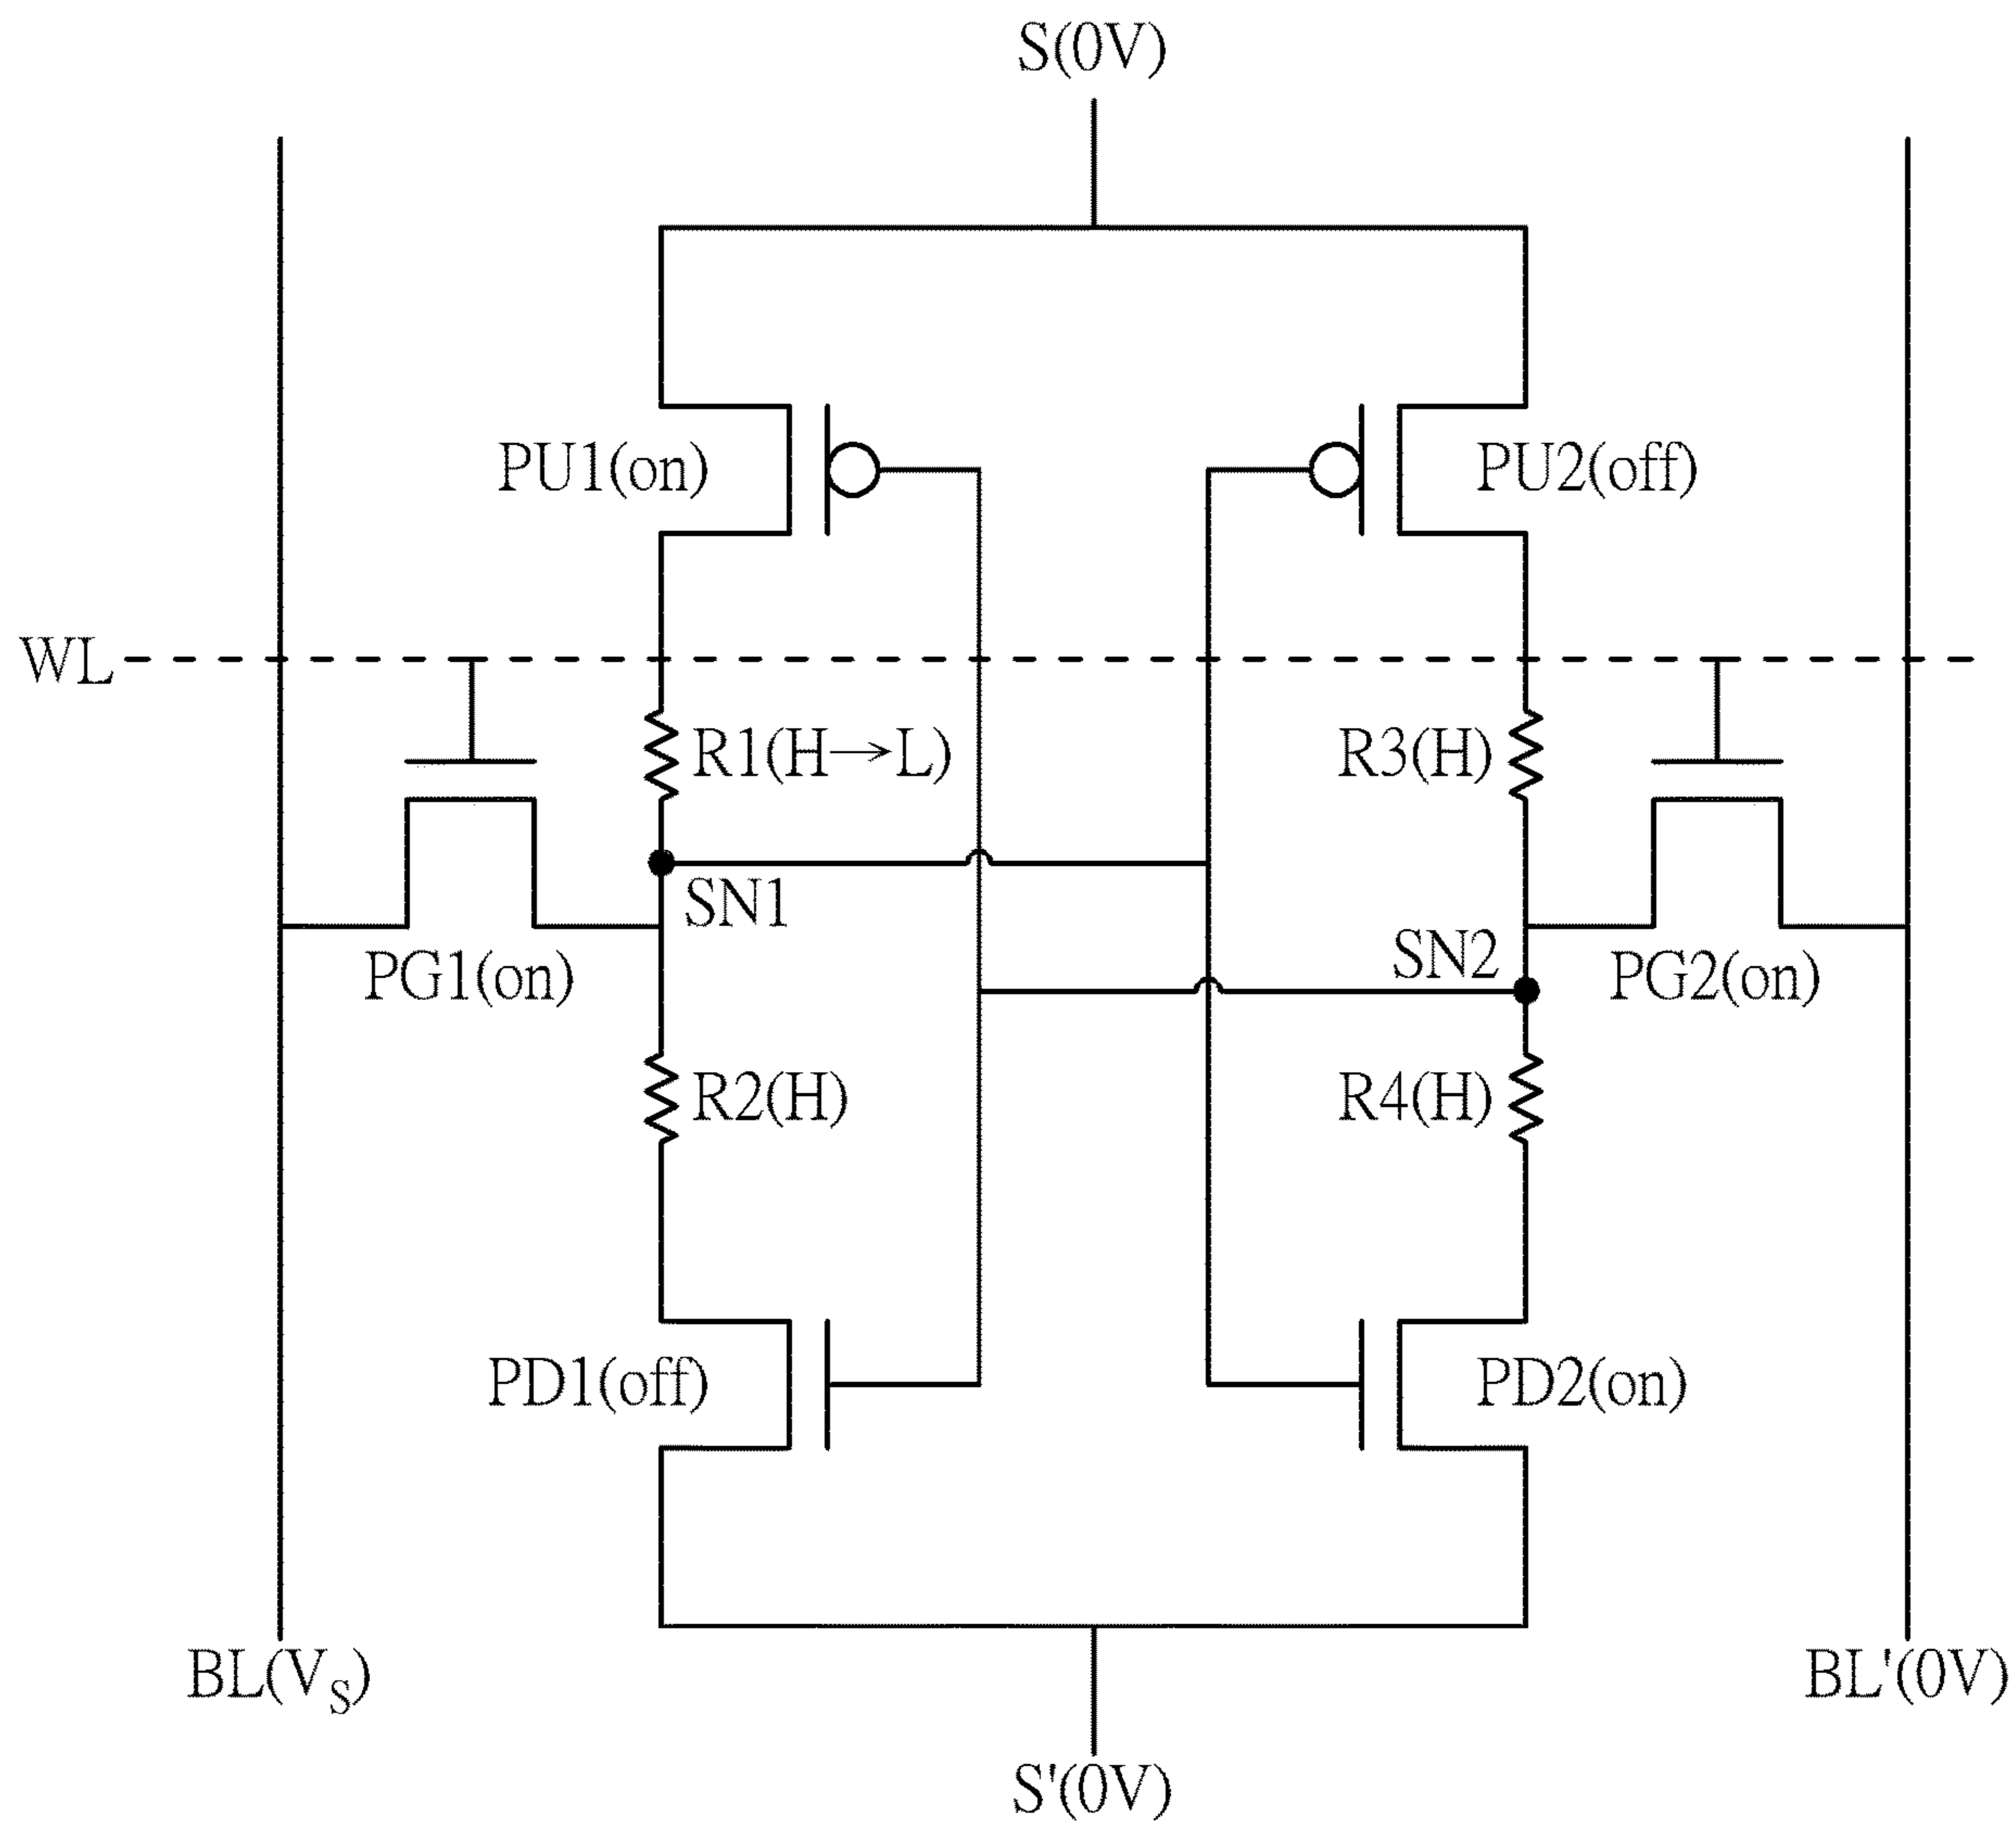 S(0V)
PU1(on)
PU2(off)
WL
R1(H→L)
R3(H)
SN1
SN2
PG1(on)
PG2(on)
R2(H)
R4(H)
PD1(off)
PD2(on)
BL(VS)
BL'(0V)
S'(0V)